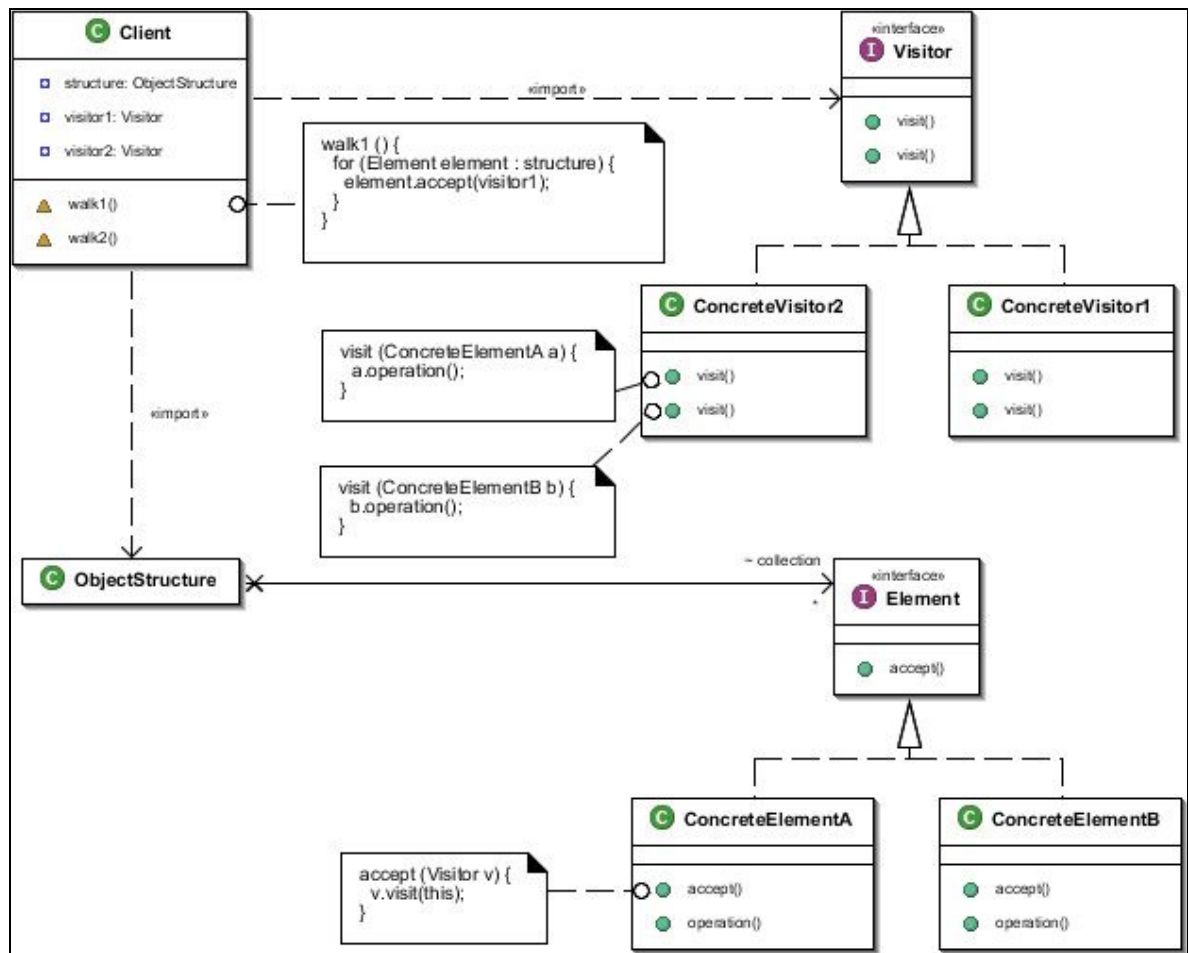 C Client
structure: ObjectStructure
visitor1: Visitor
visitor2: Visitor
walk1()
walk2()
«import»
walk1 () {
for (Element element : structure) {
element.accept(visitor1);
}
}
«interface»
I Visitor
visit()
visit()
C ConcreteVisitor2
visit()
visit()
C ConcreteVisitor1
visit()
visit()
visit (ConcreteElementA a) {
a.operation();
}
visit (ConcreteElementB b) {
b.operation();
}
«import»
C ObjectStructure
~ collection
*
«interface»
I Element
accept()
C ConcreteElementA
accept()
operation()
C ConcreteElementB
accept()
operation()
accept (Visitor v) {
v.visit(this);
}